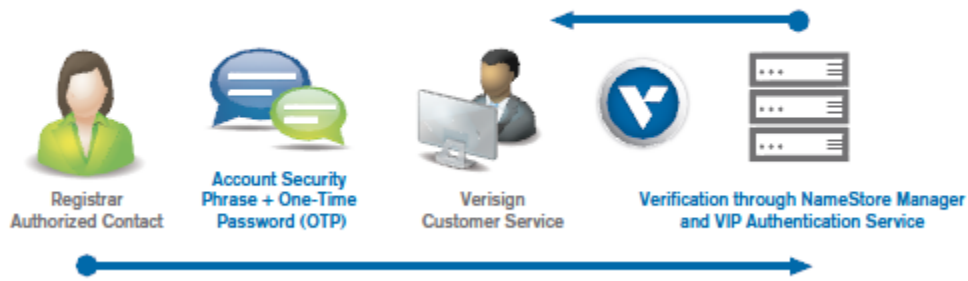 Registrar
Authorized Contact
Account Security
Phrase + One-Time
Password (OTP)
Verisign
Customer Service
Verification through NameStore Manager
and VIP Authentication Service